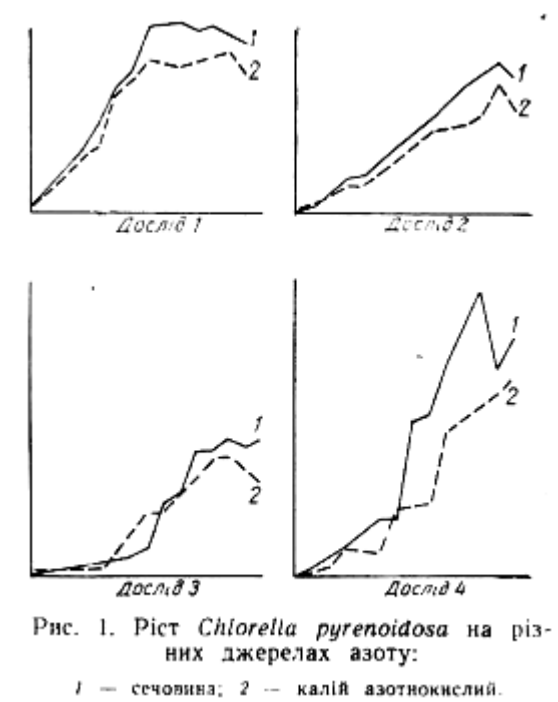 1
2
Дослід 1
1
2
Дослід 2
1
2
Дослід 3
1
2
Дослід 4
Рис. 1. Ріст Chlorella pyrenoidosa на різ-
них джерелах азоту:
1 — сечовина; 2 — калій азотнокислий.